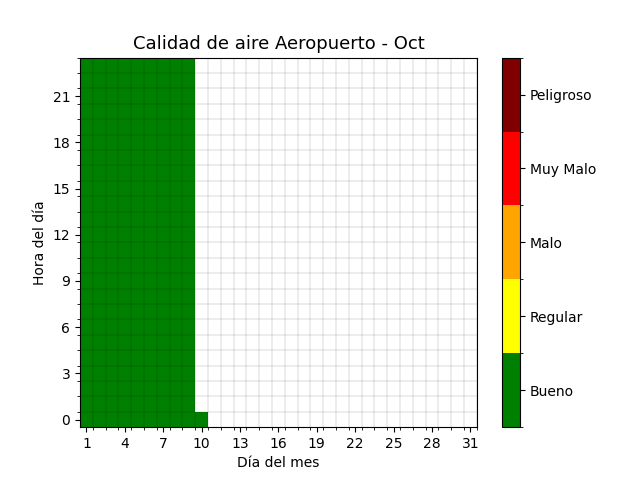 Calidad de aire Aeropuerto - Oct
Hora del día
21
18
15
12
9
6
3
0
1 4 7 10 13 16 19 22 25 28 31
Día del mes
Peligroso
Muy Malo
Malo
Regular
Bueno